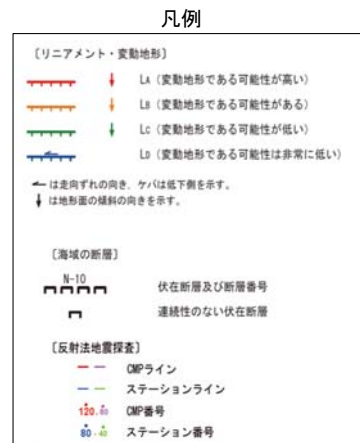 凡例
〔リニアメント・変動地形〕
LA（変動地形である可能性が高い）
LB（変動地形である可能性がある）
LC（変動地形である可能性が低い）
LD（変動地形である可能性は非常に低い）
は走向ずれの向き，ケバは低下側を示す。
は地形面の傾斜の向きを示す。
〔海域の断層〕
N-10 伏在断層及び断層番号
連続性のない伏在断層
〔反射法地震探査〕
CMPライン
ステーションライン
120・80 CMP番号
80・40 ステーション番号